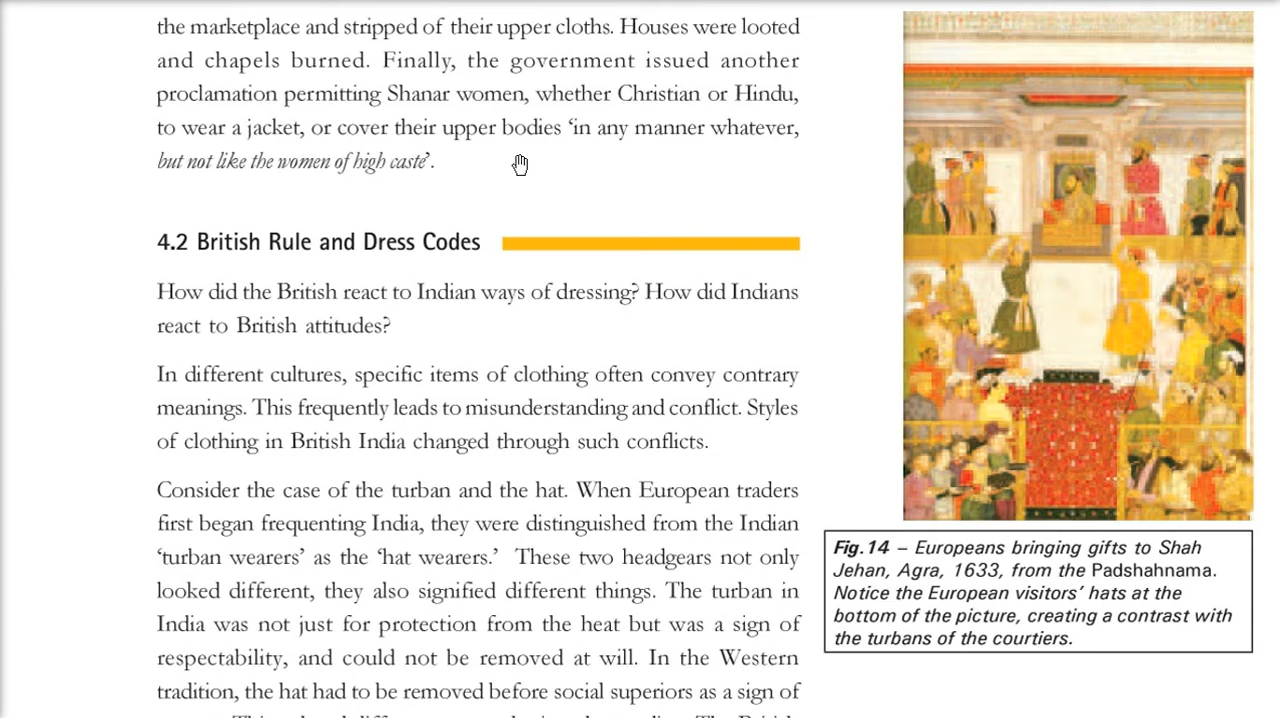 the marketplace and stripped of their upper cloths. Houses were looted
and chapels burned. Finally, the government issued another
proclamation permitting Shanar women, whether Christian or Hindu,
to wear a jacket, or cover their upper bodies ‘in any manner whatever,
but not like the women of high caste’.
4.2 British Rule and Dress Codes
How did the British react to Indian ways of dressing? How did Indians
react to British attitudes?
In different cultures, specific items of clothing often convey contrary
meanings. This frequently leads to misunderstanding and conflict. Styles
of clothing in British India changed through such conflicts.
Consider the case of the turban and the hat. When European traders
first began frequenting India, they were distinguished from the Indian
‘turban wearers’ as the ‘hat wearers.’ These two headgears not only
looked different, they also signified different things. The turban in
India was not just for protection from the heat but was a sign of
respectability, and could not be removed at will. In the Western
tradition, the hat had to be removed before social superiors as a sign of
Fig.14 – Europeans bringing gifts to Shah
Jehan, Agra, 1633, from the Padshahnama.
Notice the European visitors’ hats at the
bottom of the picture, creating a contrast with
the turbans of the courtiers.